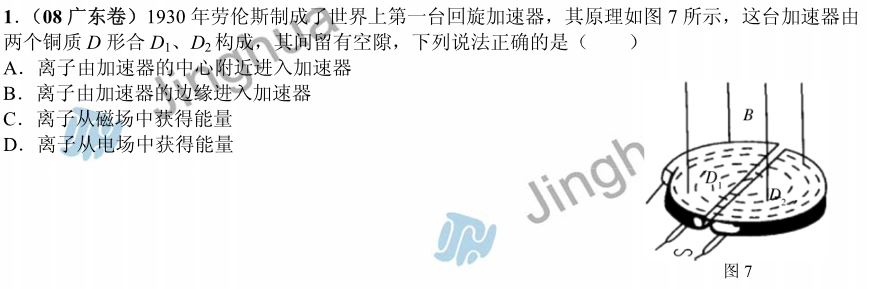 1．(08 广东卷）1930 年劳伦斯制成了世界上第一台回旋加速器，其原理如图 7 所示，这台加速器由
两个铜质 D 形合 D₁、D₂ 构成，其间留有空隙，下列说法正确的是（　　）
A．离子由加速器的中心附近进入加速器
B．离子由加速器的边缘进入加速器
C．离子从磁场中获得能量
D．离子从电场中获得能量
B
D₁
D₂
S
图 7
Jinghua
Jingh